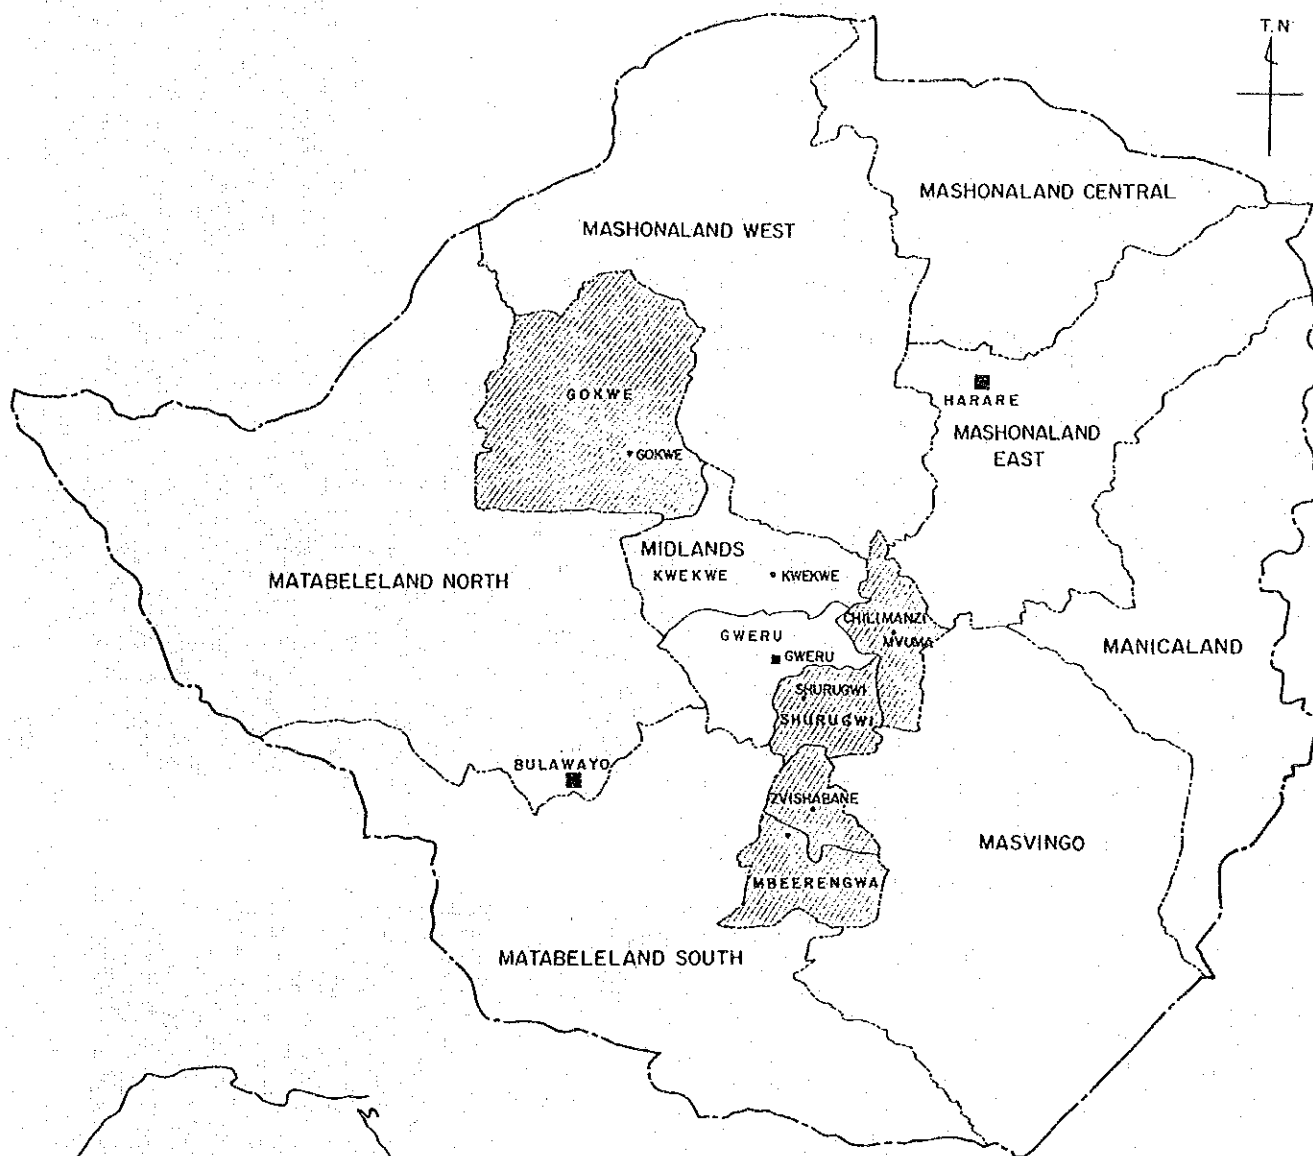 T.N
MASHONALAND CENTRAL
MASHONALAND WEST
GOKWE
HARARE
MASHONALAND
EAST
GOKWE
MIDLANDS
KWEKWE
KWEKWE
MATABELELAND NORTH
CHILIMANZI
MVUMA
GWERU
GWERU
MANICALAND
SHURUGWI
SHURUGWI
BULAWAYO
ZVISHABANE
MASVINGO
MBEERENGWA
MATABELELAND SOUTH